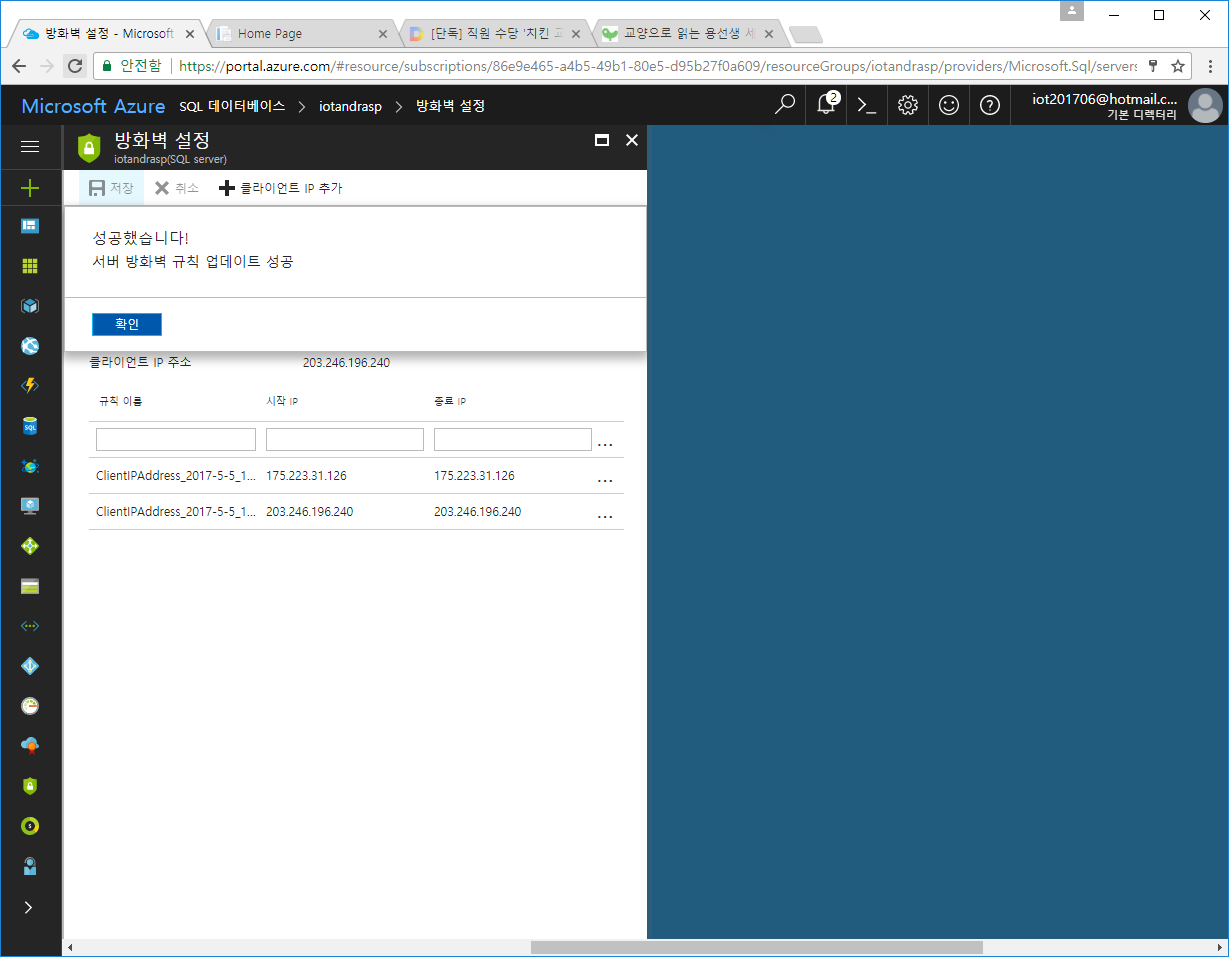 방화벽 설정 - Microsoft
Home Page
[단독] 직원 수당 '치킨 교
교양으로 읽는 용선생 세
안전함
https://portal.azure.com/#resource/subscriptions/86e9e465-a4b5-49b1-80e5-d95b27f0a609/resourceGroups/iotandrasp/providers/Microsoft.Sql/servers
Microsoft Azure
SQL 데이터베이스 > iotandrasp > 방화벽 설정
2
iot201706@hotmail.c...
기본 디렉터리
방화벽 설정
iotandrasp(SQL server)
저장
취소
클라이언트 IP 추가
성공했습니다!
서버 방화벽 규칙 업데이트 성공
확인
클라이언트 IP 주소 203.246.196.240
규칙 이름 시작 IP 종료 IP
...
ClientIPAddress_2017-5-5_1... 175.223.31.126 175.223.31.126 ...
ClientIPAddress_2017-5-5_1... 203.246.196.240 203.246.196.240 ...
SQL